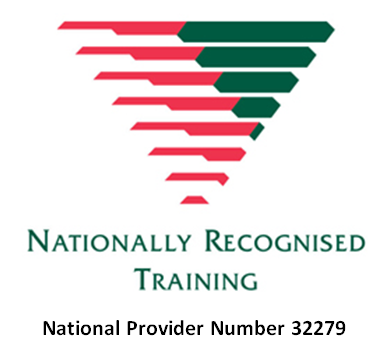 NATIONALLY RECOGNISED
TRAINING
National Provider Number 32279